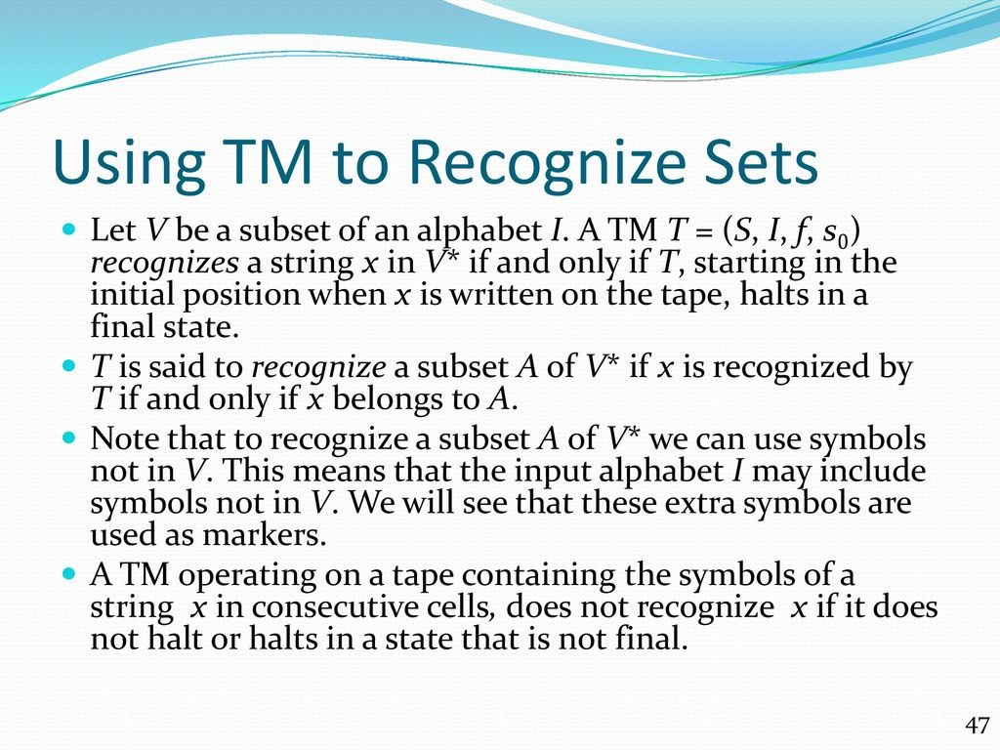 Using TM to Recognize Sets
• Let V be a subset of an alphabet I. A TM T = (S, I, f, s₀)
recognizes a string x in V* if and only if T, starting in the
initial position when x is written on the tape, halts in a
final state.
• T is said to recognize a subset A of V* if x is recognized by
T if and only if x belongs to A.
• Note that to recognize a subset A of V* we can use symbols
not in V. This means that the input alphabet I may include
symbols not in V. We will see that these extra symbols are
used as markers.
• A TM operating on a tape containing the symbols of a
string x in consecutive cells, does not recognize x if it does
not halt or halts in a state that is not final.
47